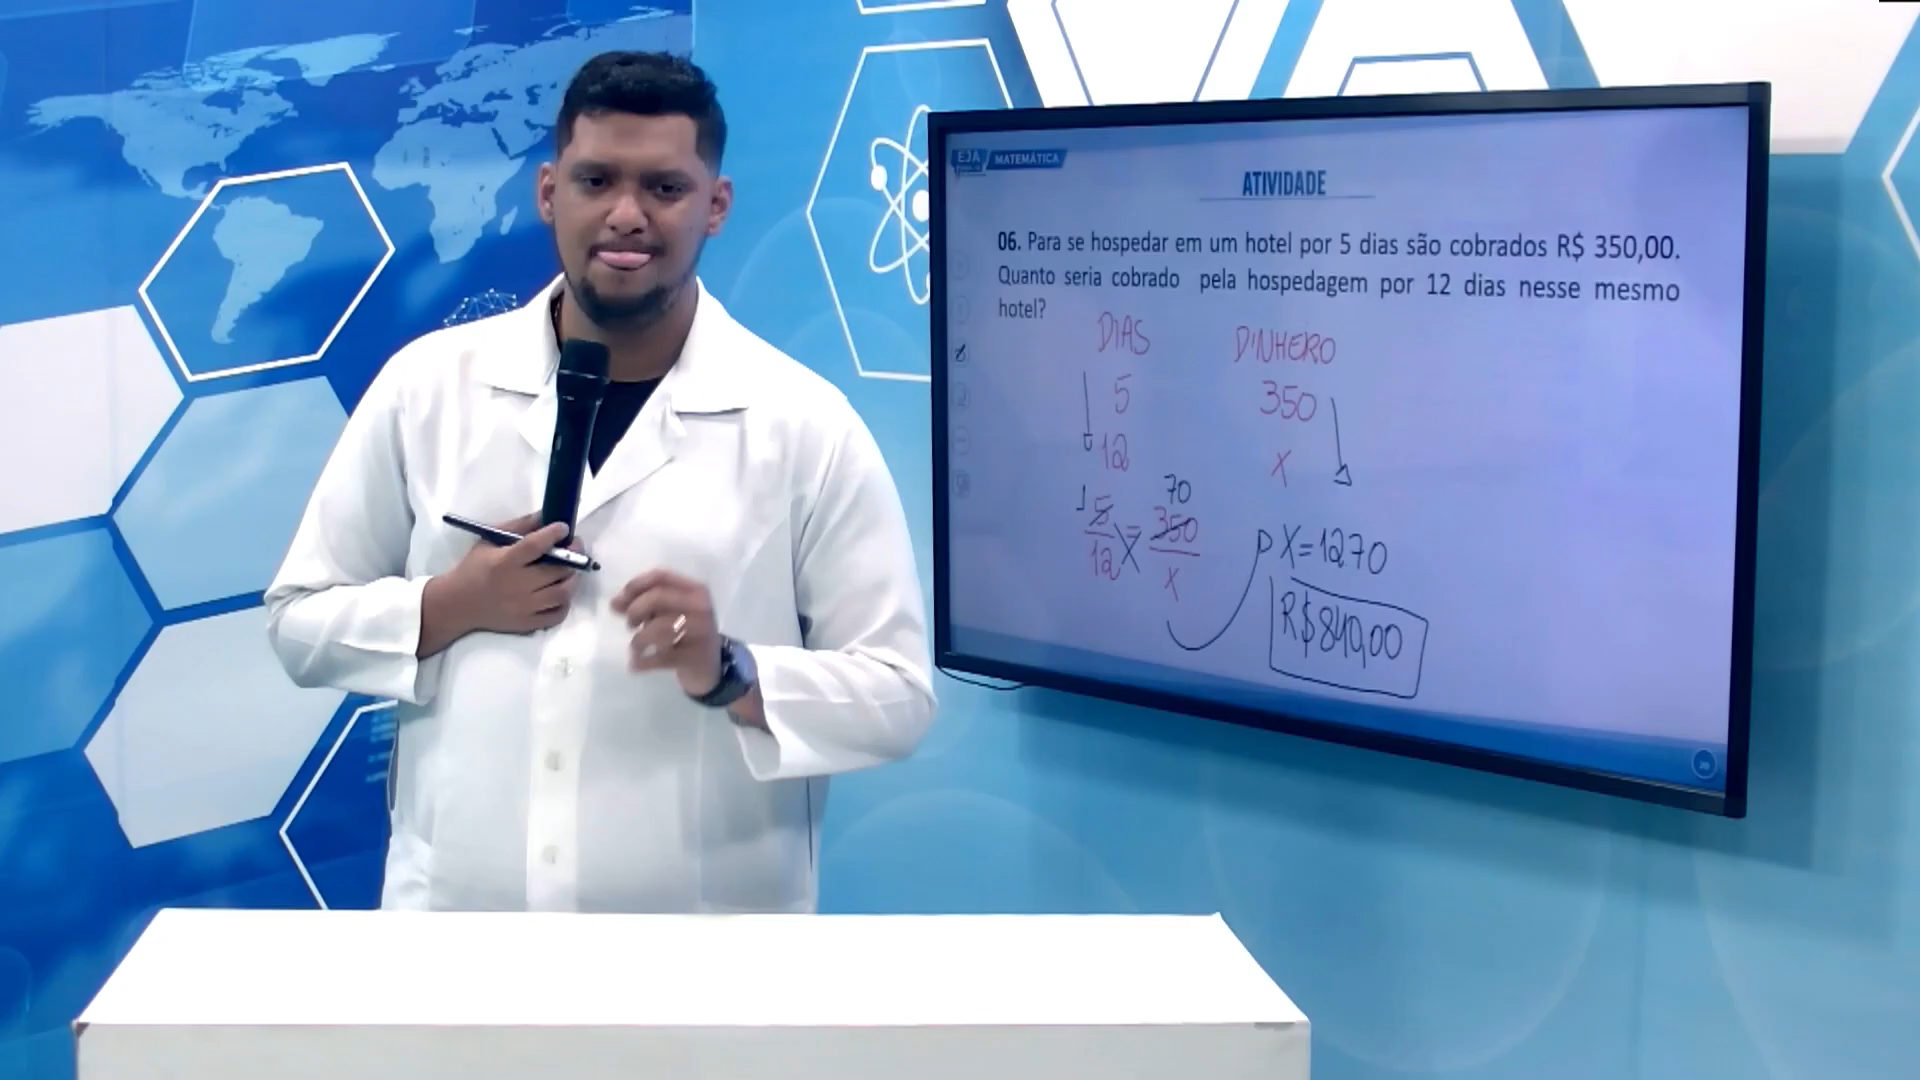 EJA
MATEMÁTICA
ATIVIDADE
06. Para se hospedar em um hotel por 5 dias são cobrados R$ 350,00.
Quanto seria cobrado pela hospedagem por 12 dias nesse mesmo
hotel?
DIAS DINHEIRO
5 350
12 X
1 70
5 = 350
12 X
X=12.70
R$840,00